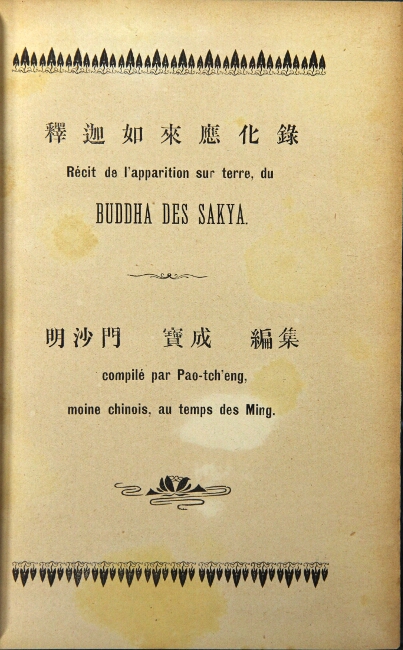 釋迦如來應化錄
Récit de l'apparition sur terre, du
BUDDHA DES SAKYA.
明沙門 寶成 編集
compilé par Pao-tch'eng,
moine chinois, au temps des Ming.